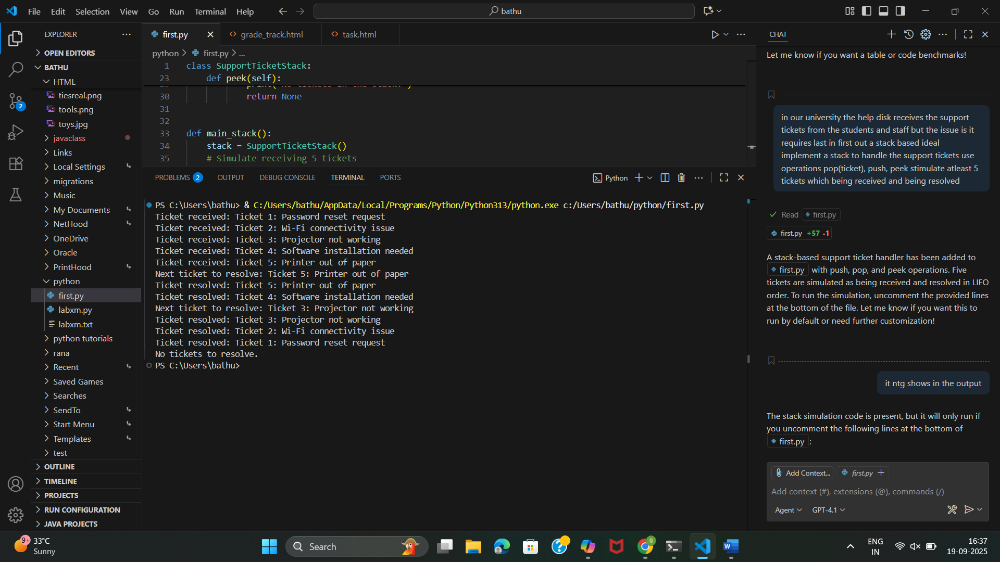 File Edit Selection View Go Run Terminal Help
bathu
EXPLORER
OPEN EDITORS
BATHU
HTML
tiesreal.png
tools.png
toys.jpg
javaclass
Links
Local Settings
migrations
Music
My Documents
NetHood
OneDrive
Oracle
PrintHood
python
first.py
labxm.py
labxm.txt
python tutorials
rana
Recent
Saved Games
Searches
SendTo
Start Menu
Templates
test
OUTLINE
TIMELINE
PROJECTS
RUN CONFIGURATION
JAVA PROJECTS
2
first.py
grade_track.html
task.html
python > first.py > ...
1 class SupportTicketStack:
23 def peek(self):
30 return None
31
32
33 def main_stack():
34 stack = SupportTicketStack()
35 # Simulate receiving 5 tickets
PROBLEMS 2 OUTPUT DEBUG CONSOLE TERMINAL PORTS
Python
PS C:\Users\bathu> & C:/Users/bathu/AppData/Local/Programs/Python/Python313/python.exe c:/Users/bathu/python/first.py
Ticket received: Ticket 1: Password reset request
Ticket received: Ticket 2: Wi-Fi connectivity issue
Ticket received: Ticket 3: Projector not working
Ticket received: Ticket 4: Software installation needed
Ticket received: Ticket 5: Printer out of paper
Next ticket to resolve: Ticket 5: Printer out of paper
Ticket resolved: Ticket 5: Printer out of paper
Ticket resolved: Ticket 4: Software installation needed
Next ticket to resolve: Ticket 3: Projector not working
Ticket resolved: Ticket 3: Projector not working
Ticket resolved: Ticket 2: Wi-Fi connectivity issue
Ticket resolved: Ticket 1: Password reset request
No tickets to resolve.
PS C:\Users\bathu>
CHAT
Let me know if you want a table or code benchmarks!
in our university the help disk receives the support
tickets from the students and staff but the issue is it
requires last in first out a stack based ideal
implement a stack to handle the support tickets use
operations pop(ticket), push, peek stimulate atleast 5
tickets which being received and being resolved
Read first.py
first.py +57 -1
A stack-based support ticket handler has been added to
first.py with push, pop, and peek operations. Five
tickets are simulated as being received and resolved in LIFO
order. To run the simulation, uncomment the provided lines
at the bottom of the file. Let me know if you want this to
run by default or need further customization!
it ntg shows in the output
The stack simulation code is present, but it will only run if
you uncomment the following lines at the bottom of
first.py :
Add Context... first.py
Add context (#), extensions (@), commands (/)
Agent GPT-4.1
9+
33°C
Sunny
Search
ENG
IN
16:37
19-09-2025